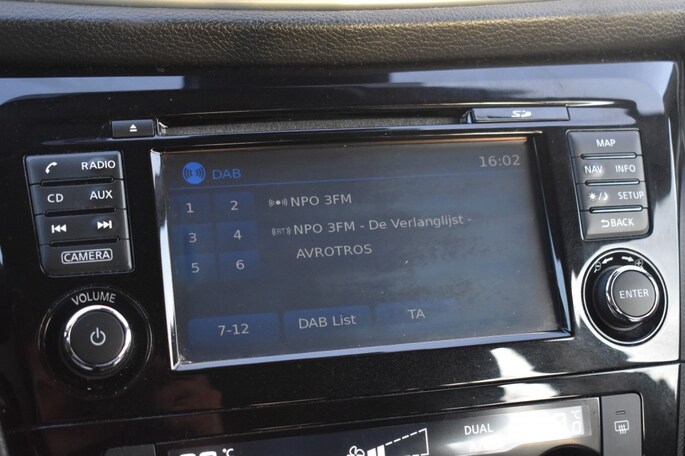 SD
MAP
RADIO
NAV INFO
CD AUX
SETUP
BACK
CAMERA
DAB
16:02
1 2
NPO 3FM
3 4
NPO 3FM - De Verlanglijst -
AVROTROS
5 6
7-12
DAB List
TA
VOLUME
ENTER
DUAL
°C
°C